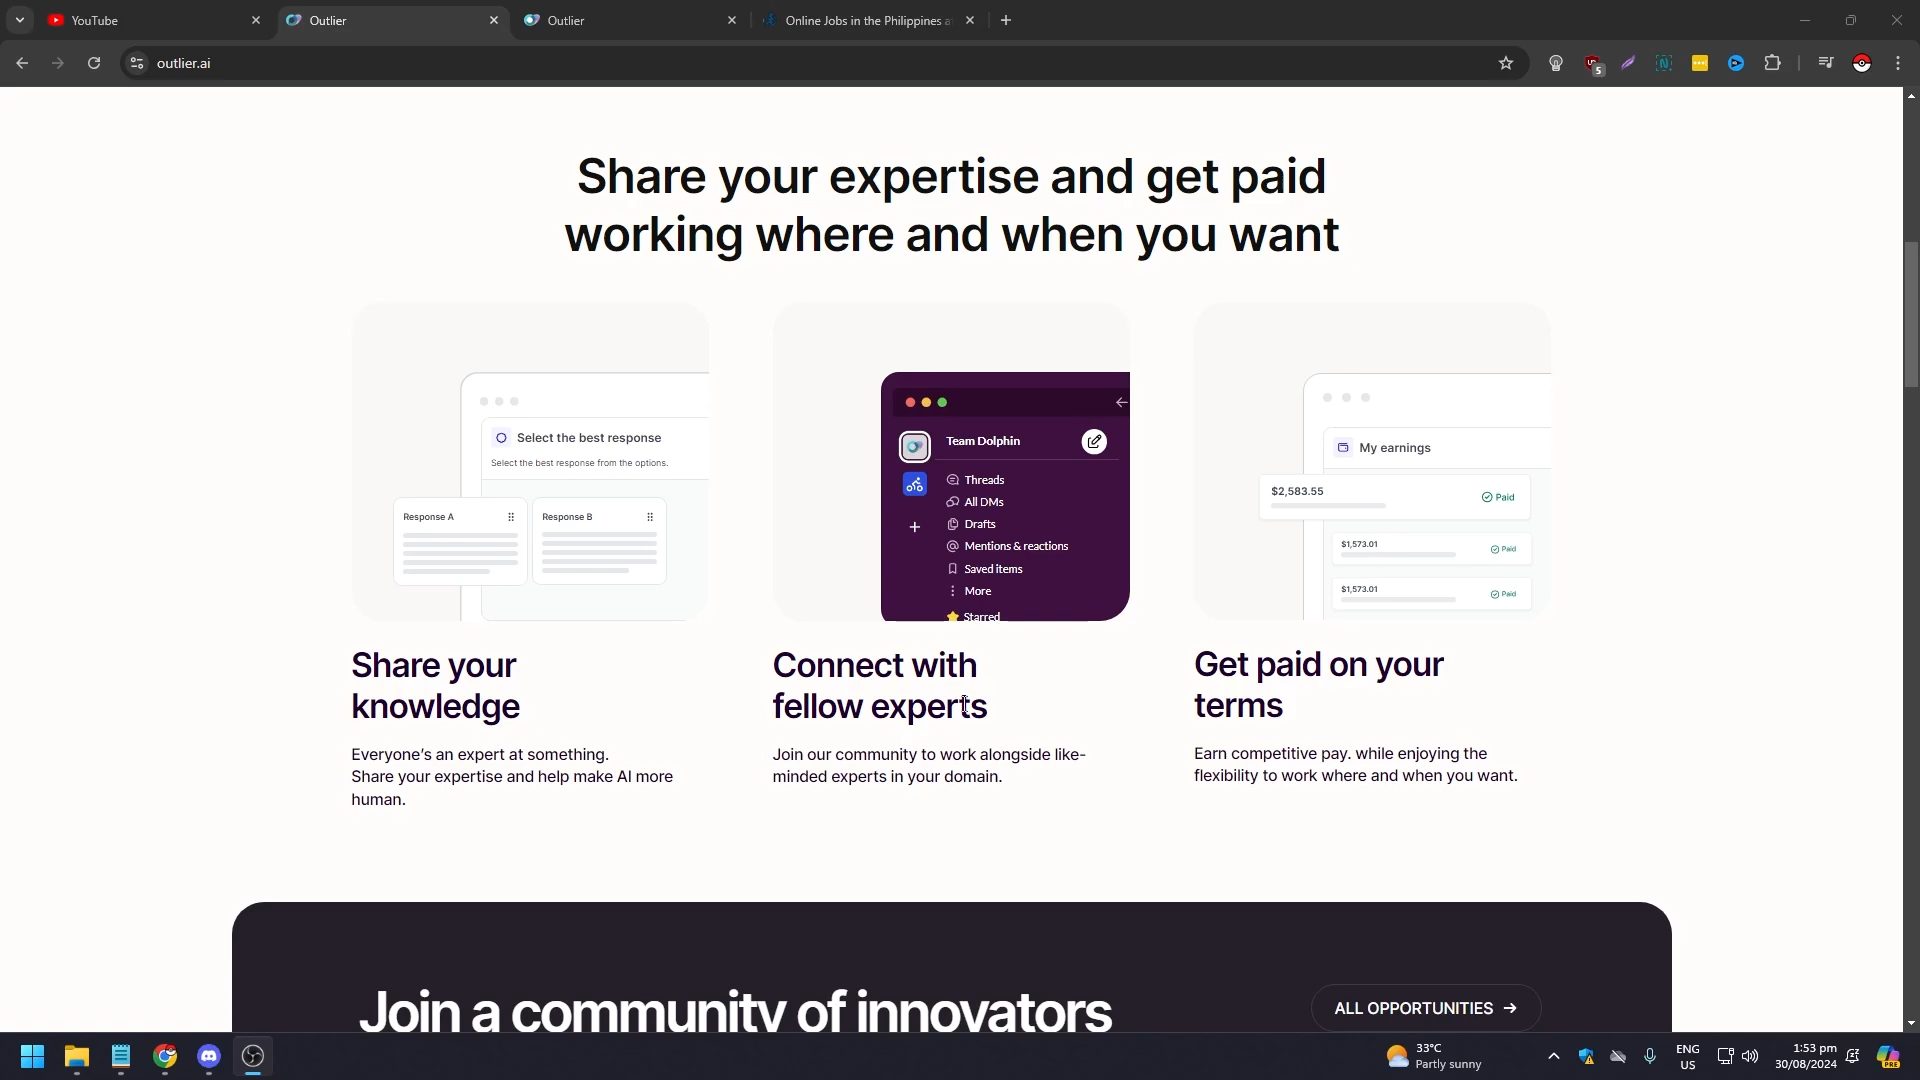 YouTube
Outlier
Outlier
Online Jobs in the Philippines a
outlier.ai
5
Share your expertise and get paid
working where and when you want
Select the best response
Select the best response from the options.
Response A
Response B
Team Dolphin
Threads
All DMs
Drafts
Mentions & reactions
Saved items
More
Starred
My earnings
$2,583.55
Paid
$1,573.01
Paid
$1,573.01
Paid
Share your
knowledge
Everyone's an expert at something.
Share your expertise and help make AI more
human.
Connect with
fellow experts
Join our community to work alongside like-
minded experts in your domain.
Get paid on your
terms
Earn competitive pay. while enjoying the
flexibility to work where and when you want.
Join a community of innovators
ALL OPPORTUNITIES
33°C
Partly sunny
ENG
US
1:53 pm
30/08/2024
PRE